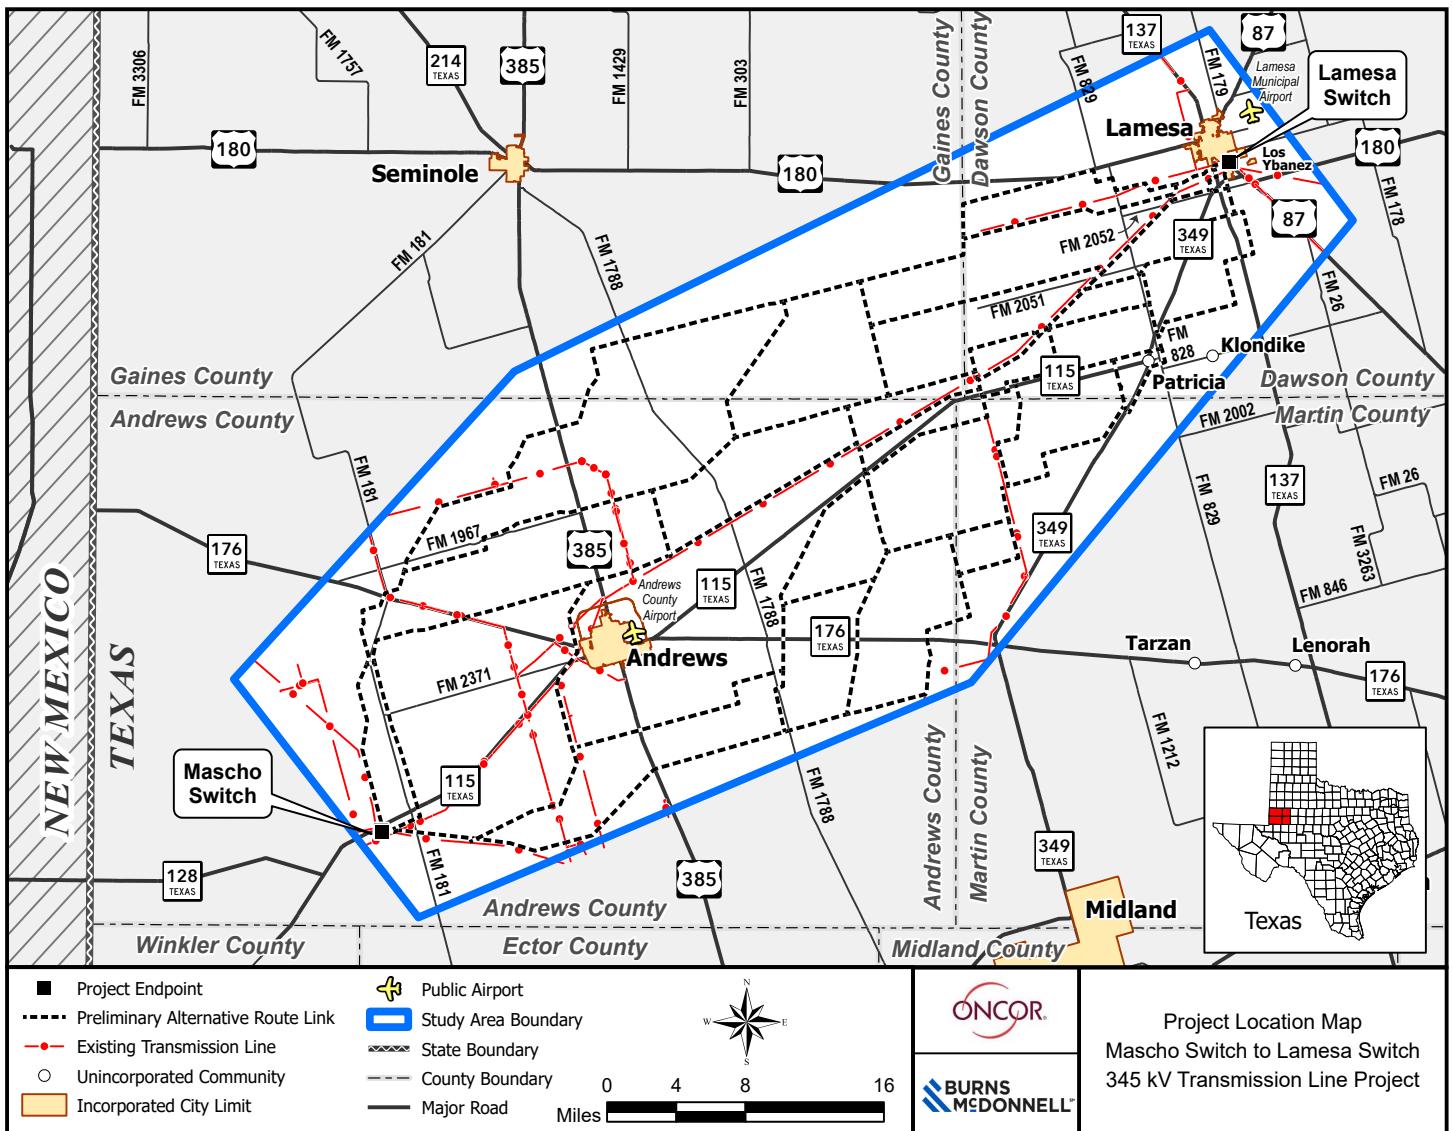 FM 3306
FM 1757
214
TEXAS
385
FM 1429
FM 303
Gaines County
Dawson County
FM 829
137
TEXAS
FM 179
87
Lamesa
Municipal
Airport
Lamesa
Switch
180
Seminole
180
Lamesa
Los
Ybanez
180
FM 178
87
FM 181
FM 1788
FM 2052
349
TEXAS
FM 2051
FM 26
FM
828
Klondike
115
TEXAS
Patricia
Gaines County
Andrews County
Dawson County
Martin County
FM 2002
FM 181
FM 1967
385
176
TEXAS
Andrews
County
Airport
115
TEXAS
FM 1788
349
TEXAS
FM 829
137
TEXAS
FM 26
FM 3263
FM 846
NEW MEXICO
TEXAS
176
TEXAS
Andrews
FM 2371
Tarzan
Lenorah
176
TEXAS
Mascho
Switch
115
TEXAS
FM 1788
Andrews County
Martin County
FM 1212
128
TEXAS
FM 181
385
349
TEXAS
Midland
Andrews County
Winkler County
Ector County
Midland County
Texas
Project Endpoint
Preliminary Alternative Route Link
Existing Transmission Line
Unincorporated Community
Incorporated City Limit
Public Airport
Study Area Boundary
State Boundary
County Boundary
Major Road
N
W
E
S
0 4 8 16
Miles
ONCOR
BURNS
MCDONNELL
SM
Project Location Map
Mascho Switch to Lamesa Switch
345 kV Transmission Line Project